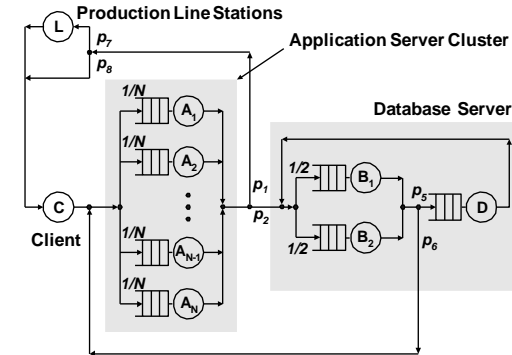 Production Line Stations
L
p7
p8
Application Server Cluster
1/N
A1
Database Server
1/N
A2
p1
1/2
B1
p5
C
p2
D
Client
1/2
B2
p6
1/N
AN-1
1/N
AN